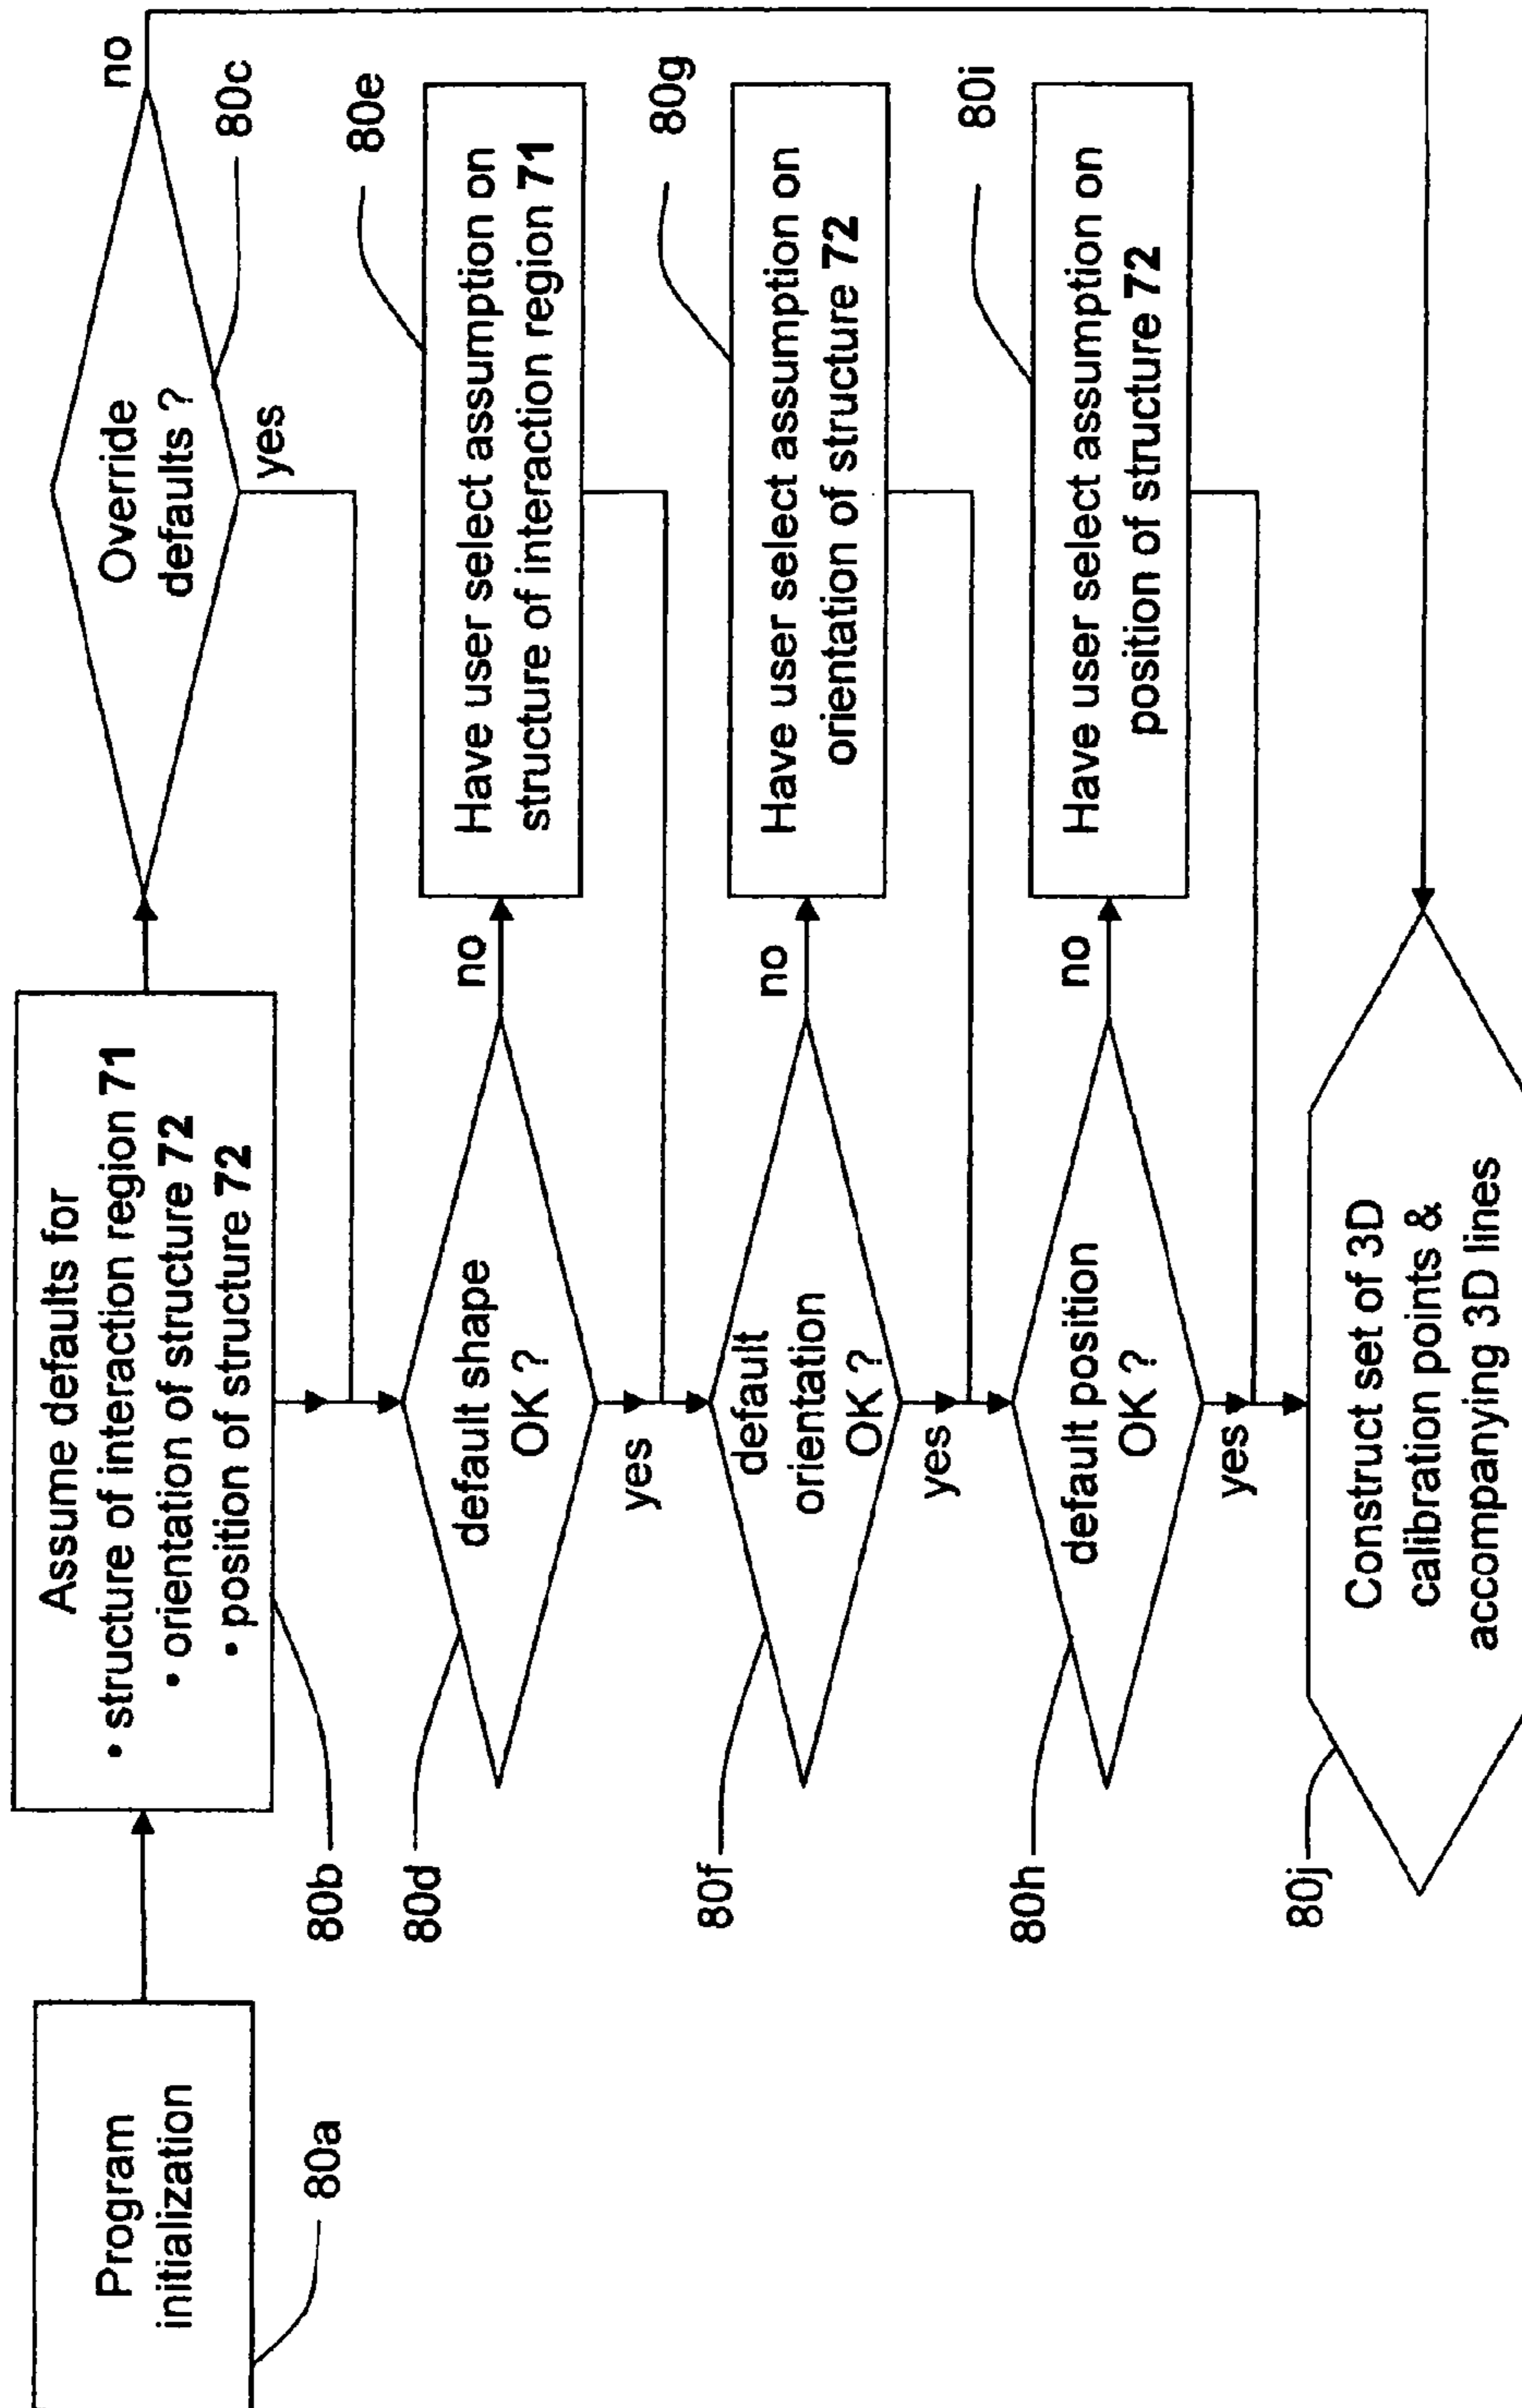 Program
initialization
80a
Assume defaults for
• structure of interaction region 71
• orientation of structure 72
• position of structure 72
80b
Override
defaults ?
no
yes
80c
default shape
OK ?
no
yes
80d
Have user select assumption on
structure of interaction region 71
80e
default
orientation
OK ?
no
yes
80f
Have user select assumption on
orientation of structure 72
80g
default position
OK ?
no
yes
80h
Have user select assumption on
position of structure 72
80i
Construct set of 3D
calibration points &
accompanying 3D lines
80j